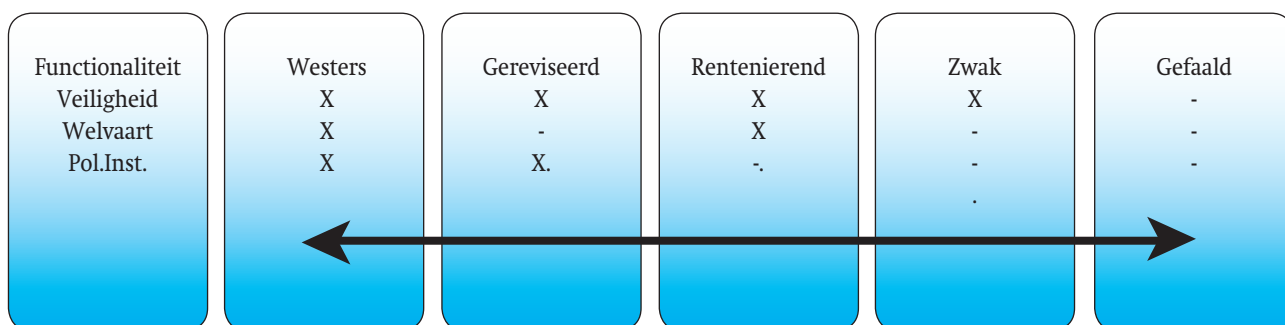 Functionaliteit Westers Gereviseerd Rentenierend Zwak Gefaald
Veiligheid X X X X -
Welvaart X - X - -
Pol.Inst. X X. -. - -
.